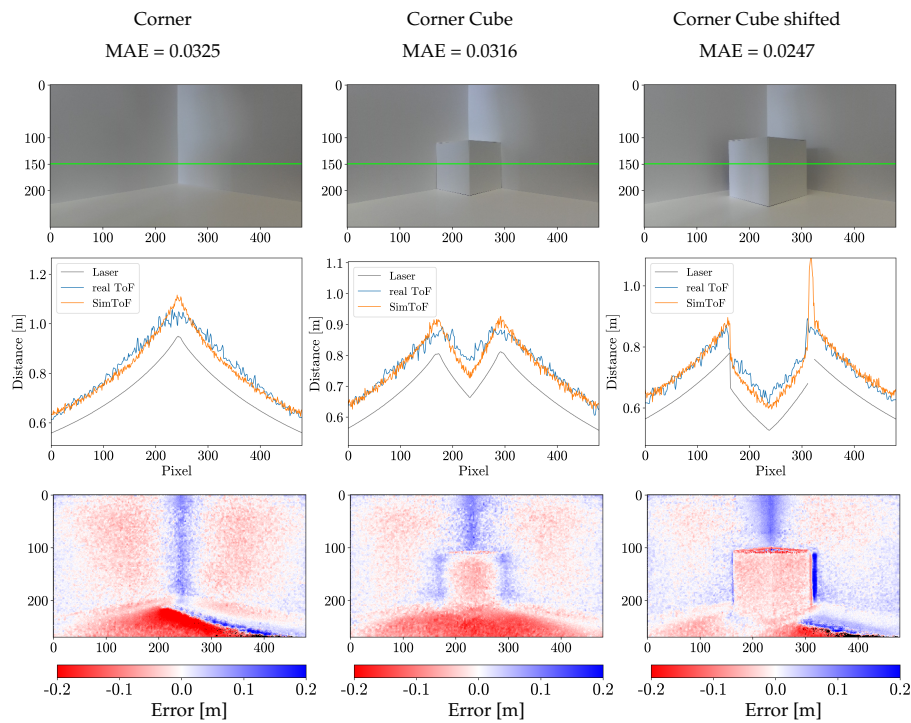 Corner Corner Cube Corner Cube shifted
MAE = 0.0325 MAE = 0.0316 MAE = 0.0247
0 0 0
100 100 100
150 150 150
200 200 200
0 100 200 300 400 0 100 200 300 400 0 100 200 300 400
Distance [m] Distance [m] Distance [m]
1.2 1.1 1.0
1.0 1.0 0.8
0.8 0.9 0.6
0.6 0.8
0.7
0.6
Laser Laser Laser
real ToF real ToF real ToF
SimToF SimToF SimToF
0 100 200 300 400 0 100 200 300 400 0 100 200 300 400
Pixel Pixel Pixel
0 0 0
100 100 100
200 200 200
0 100 200 300 400 0 100 200 300 400 0 100 200 300 400
-0.2 -0.1 0.0 0.1 0.2 -0.2 -0.1 0.0 0.1 0.2 -0.2 -0.1 0.0 0.1 0.2
Error [m] Error [m] Error [m]